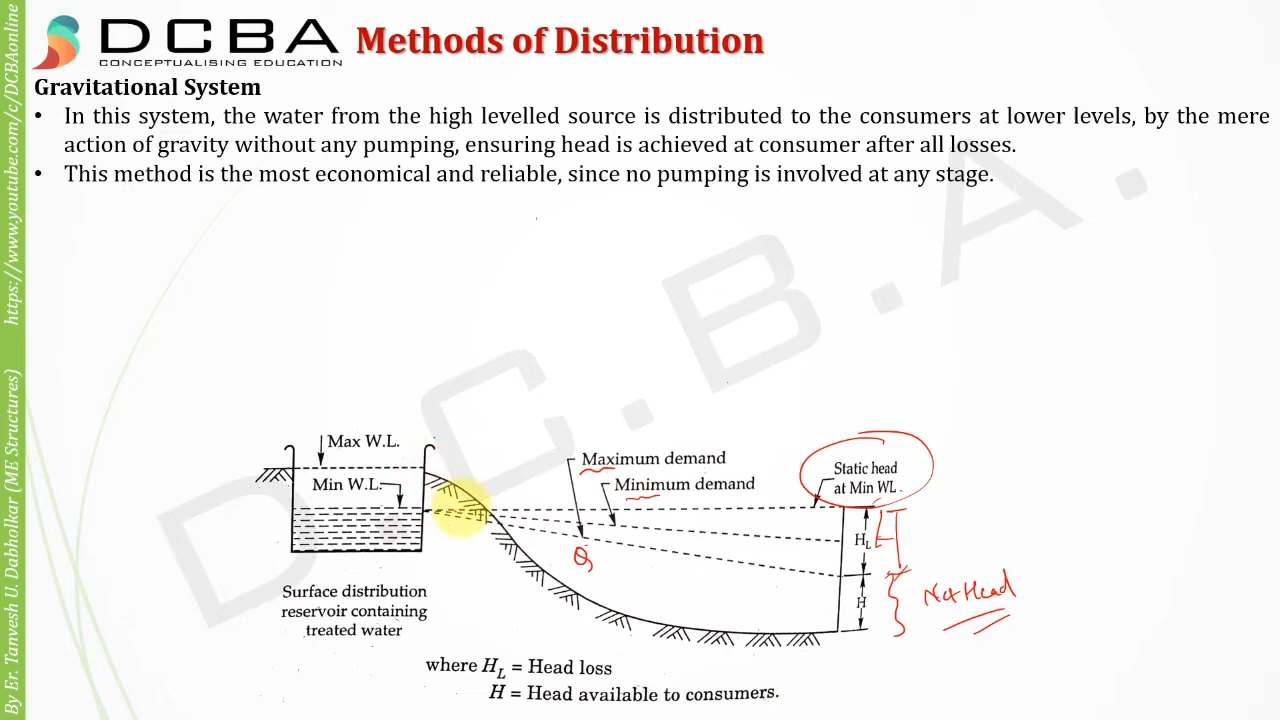 DCBA
CONCEPTUALISING EDUCATION
Methods of Distribution
Gravitational System
• In this system, the water from the high levelled source is distributed to the consumers at lower levels, by the mere
action of gravity without any pumping, ensuring head is achieved at consumer after all losses.
• This method is the most economical and reliable, since no pumping is involved at any stage.
Max W.L.
Min W.L.
Maximum demand
Minimum demand
Static head
at Min WL.
H_L
H
Q
Net Head
Surface distribution
reservoir containing
treated water
where H_L = Head loss
H = Head available to consumers.
D.C.B.A.
By Er. Tanvesh U. Dabholkar (ME Structures) https://www.youtube.com/c/DCBAonline